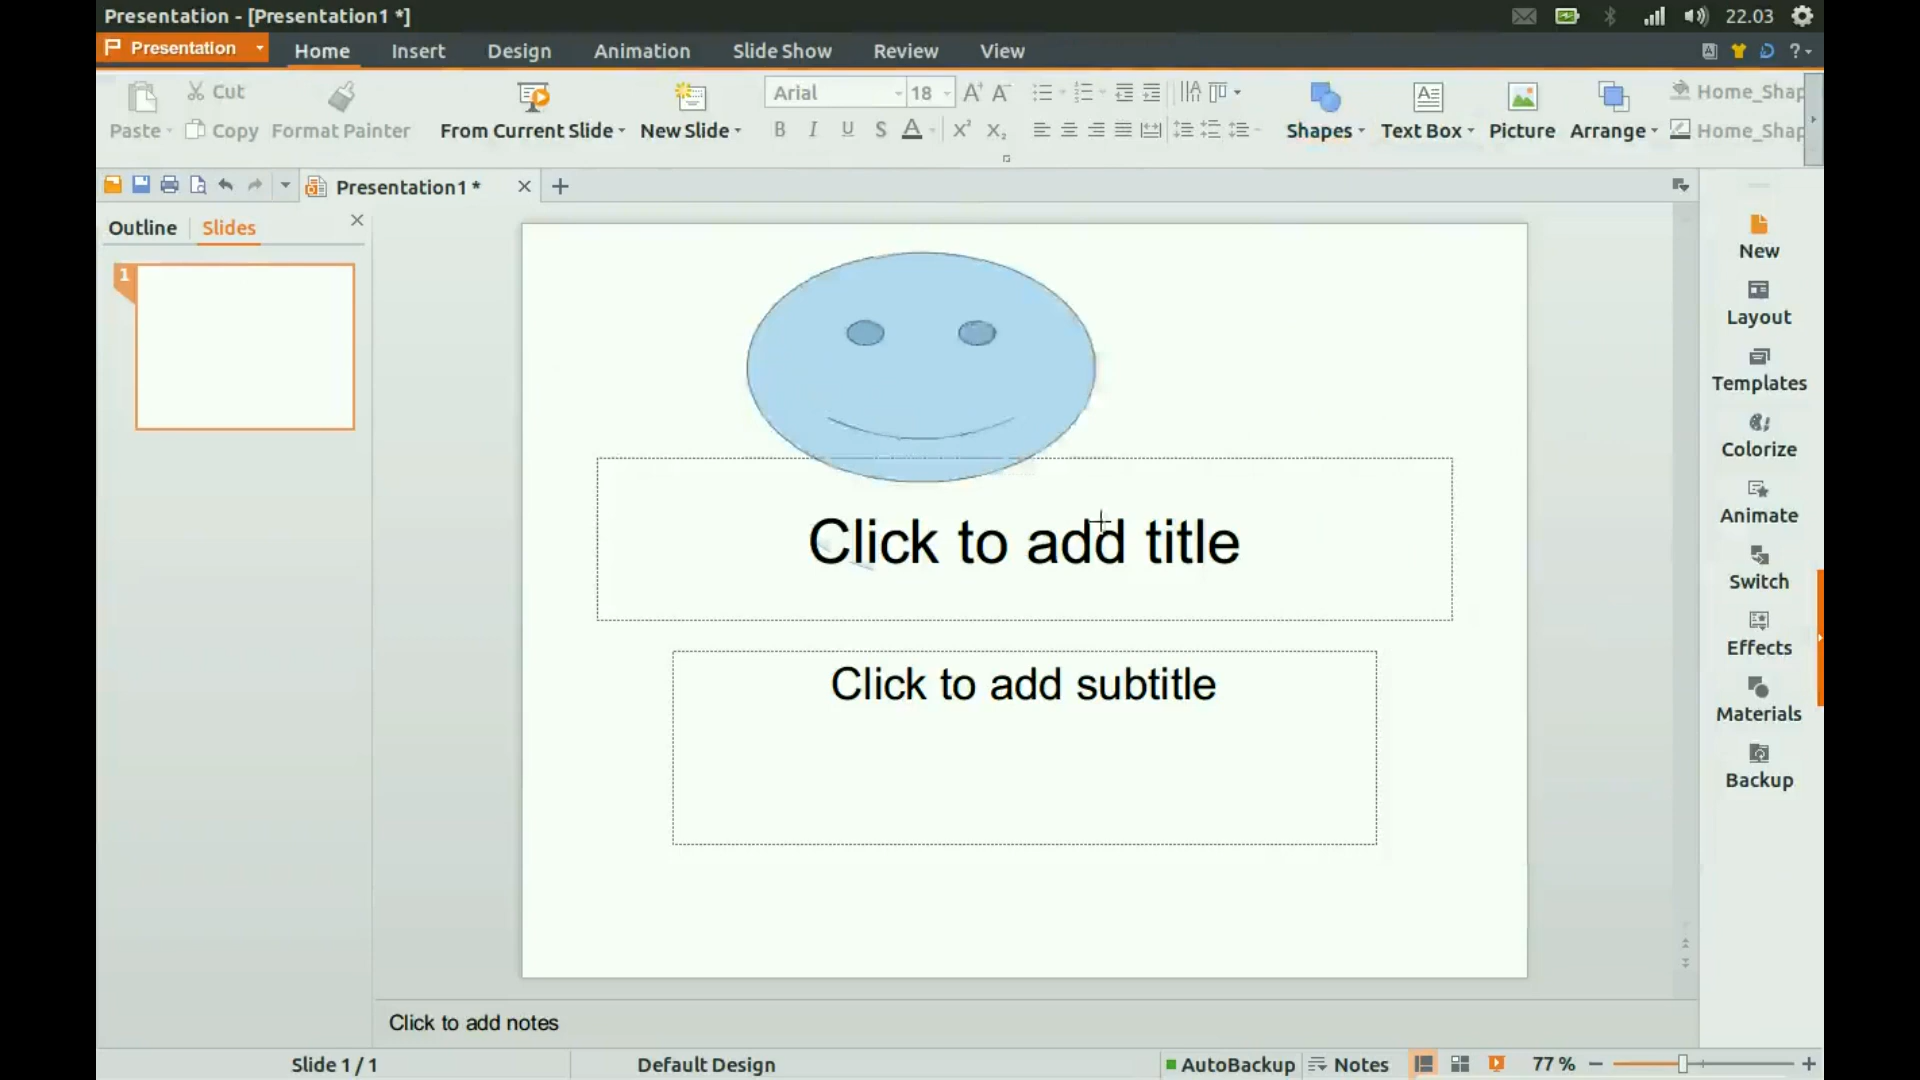 Presentation - [Presentation1 *]
22.03
Presentation Home Insert Design Animation Slide Show Review View
Paste Cut Copy Format Painter From Current Slide New Slide Arial 18 Shapes Text Box Picture Arrange Home_Shap Home_Shap
Presentation1 *
Outline Slides
1
Click to add title
Click to add subtitle
New
Layout
Templates
Colorize
Animate
Switch
Effects
Materials
Backup
Click to add notes
Slide 1 / 1 Default Design AutoBackup Notes 77 %